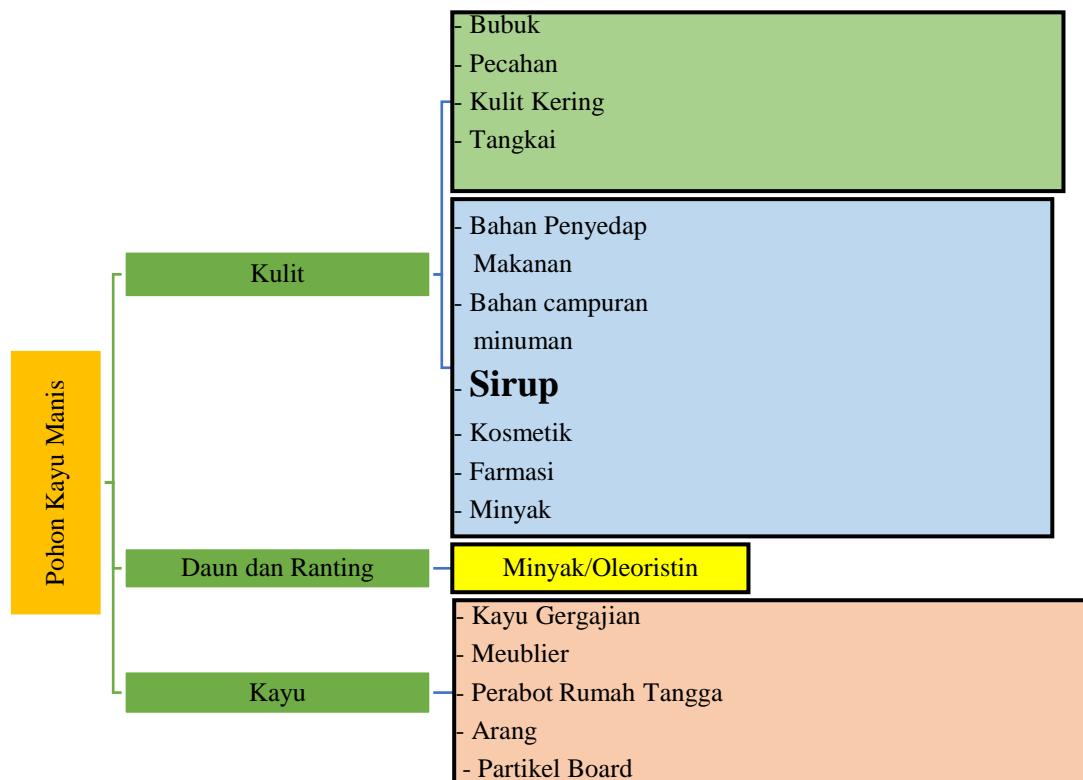 Pohon Kayu Manis
Kulit
- Bubuk
- Pecahan
- Kulit Kering
- Tangkai
- Bahan Penyedap
Makanan
- Bahan campuran
minuman
- Sirup
- Kosmetik
- Farmasi
- Minyak
Daun dan Ranting
Minyak/Oleoristin
Kayu
- Kayu Gergajian
- Meublier
- Perabot Rumah Tangga
- Arang
- Partikel Board